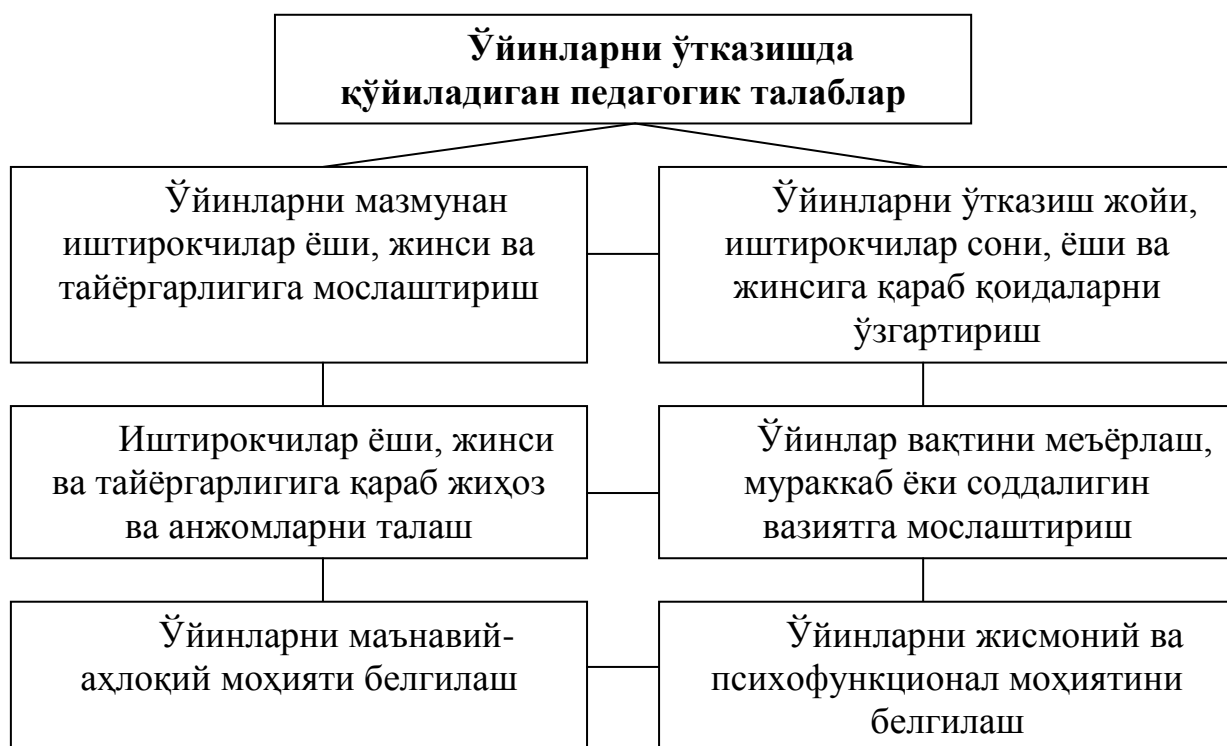 Ўйинларни ўтказишда
қўйиладиган педагогик талаблар
Ўйинларни мазмунан
иштирокчилар ёши, жинси ва
тайёргарлигига мослаштириш
Ўйинларни ўтказиш жойи,
иштирокчилар сони, ёши ва
жинсига қараб қоидаларни
ўзгартириш
Иштирокчилар ёши, жинси
ва тайёргарлигига қараб жиҳоз
ва анжомларни талаш
Ўйинлар вақтини меъёрлаш,
мураккаб ёки соддалигин
вазиятга мослаштириш
Ўйинларни маънавий-
аҳлоқий моҳияти белгилаш
Ўйинларни жисмоний ва
психофункционал моҳиятини
белгилаш